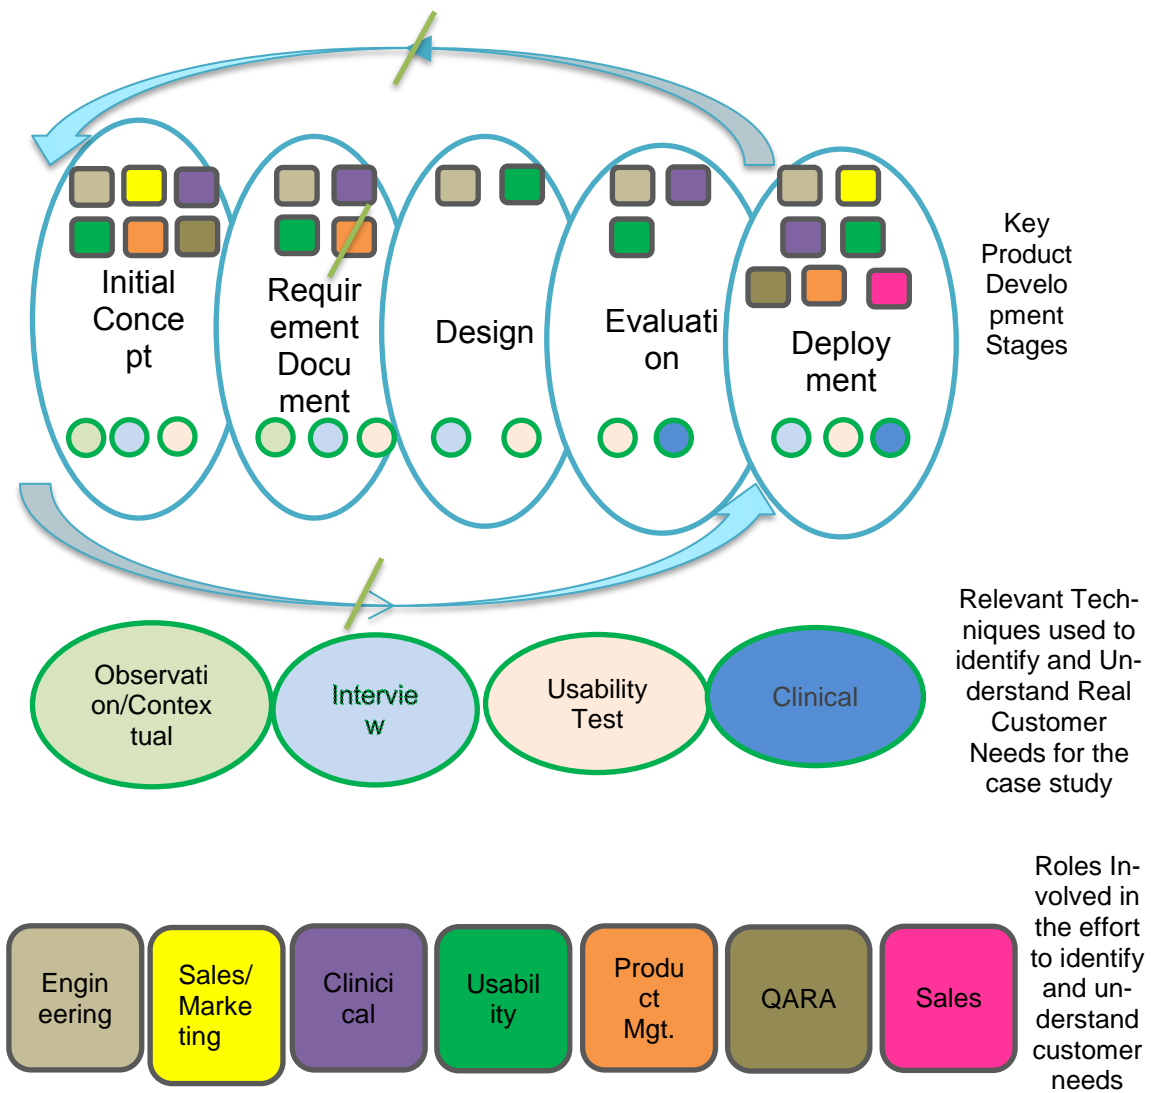 Initial
Conce
pt
Requir
ement
Docu
ment
Design
Evaluati
on
Deploy
ment
Key
Product
Develo
pment
Stages
Observati
on/Contex
tual
Intervie
w
Usability
Test
Clinical
Relevant Tech-
niques used to
identify and Un-
derstand Real
Customer
Needs for the
case study
Engin
eering
Sales/
Marke
ting
Clinici
cal
Usabil
ity
Produ
ct
Mgt.
QARA
Sales
Roles In-
volved in
the effort
to identify
and un-
derstand
customer
needs